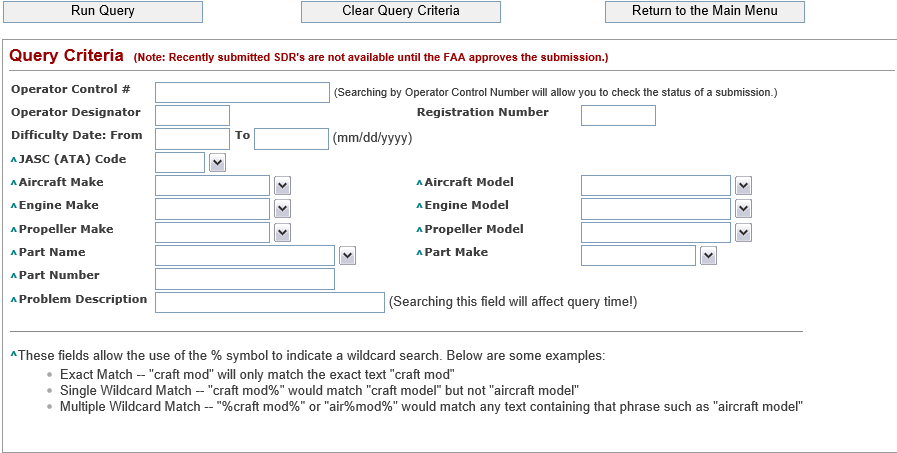 Run Query Clear Query Criteria Return to the Main Menu
Query Criteria (Note: Recently submitted SDR's are not available until the FAA approves the submission.)
Operator Control # (Searching by Operator Control Number will allow you to check the status of a submission.)
Operator Designator Registration Number
Difficulty Date: From To (mm/dd/yyyy)
^JASC (ATA) Code
^Aircraft Make ^Aircraft Model
^Engine Make ^Engine Model
^Propeller Make ^Propeller Model
^Part Name ^Part Make
^Part Number
^Problem Description (Searching this field will affect query time!)
^These fields allow the use of the % symbol to indicate a wildcard search. Below are some examples:
• Exact Match -- "craft mod" will only match the exact text "craft mod"
• Single Wildcard Match -- "craft mod%" would match "craft model" but not "aircraft model"
• Multiple Wildcard Match -- "%craft mod%" or "air%mod%" would match any text containing that phrase such as "aircraft model"